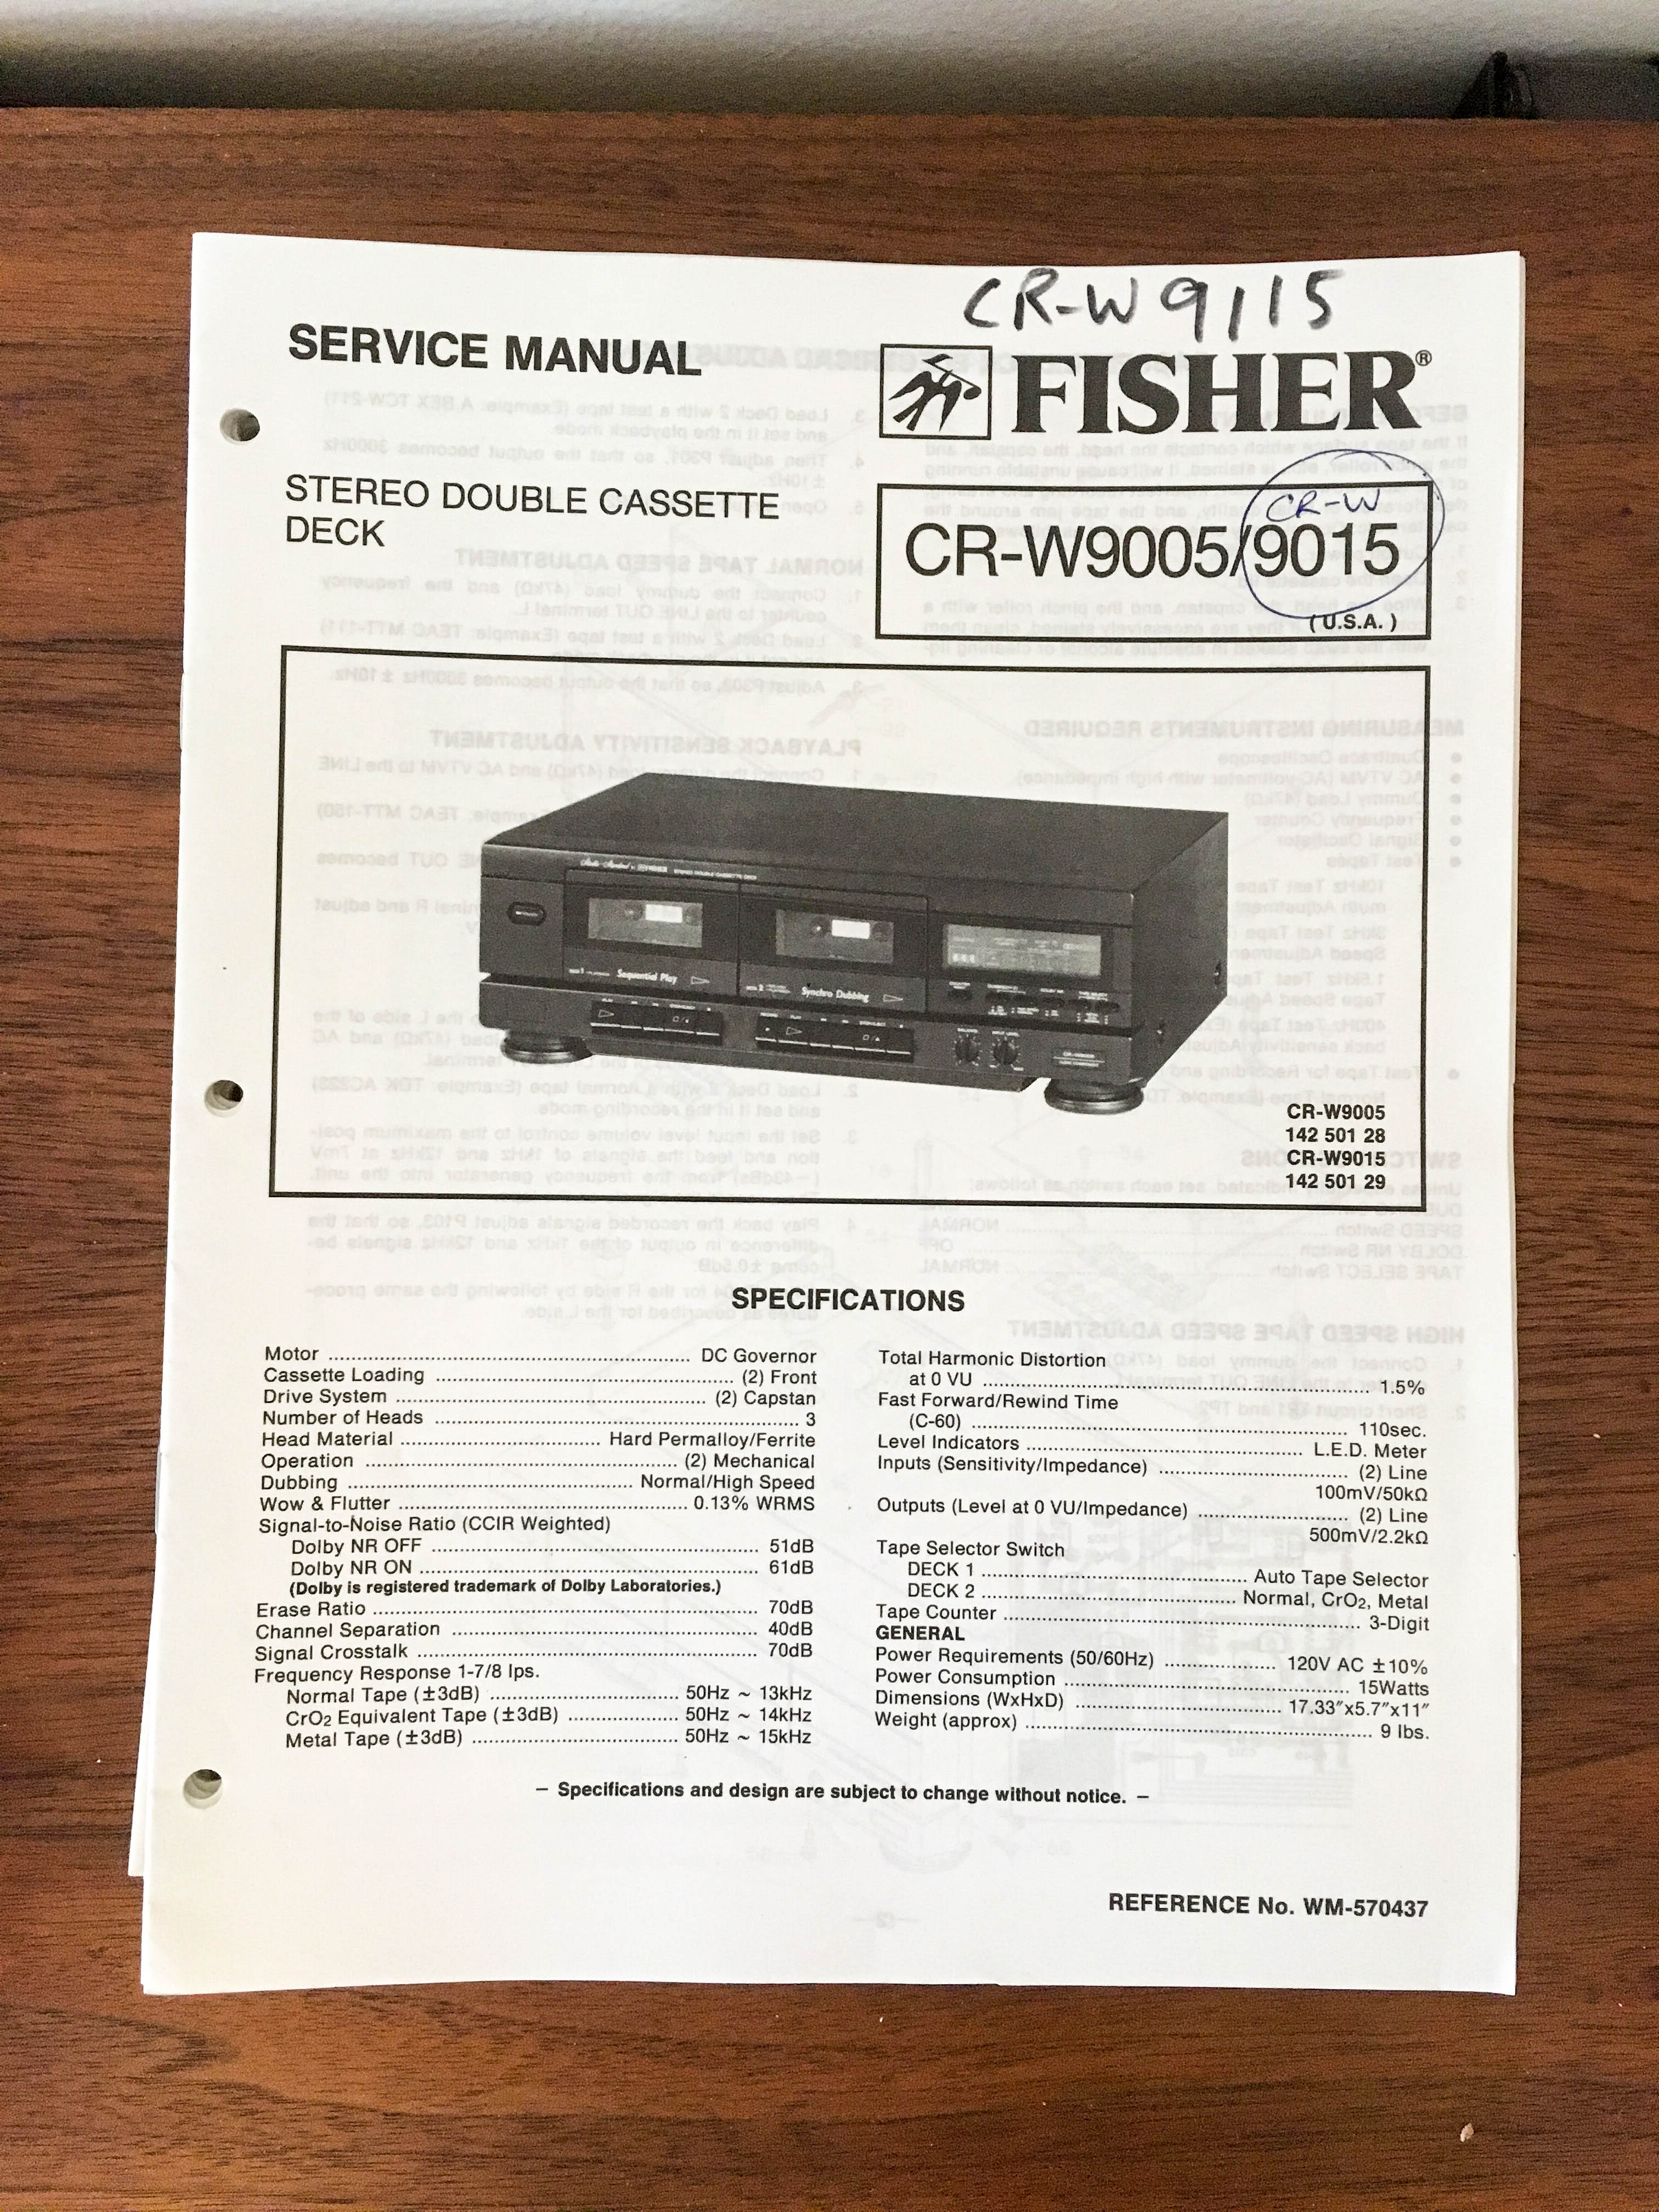 CR-W9115
SERVICE MANUAL
FISHER®
STEREO DOUBLE CASSETTE
DECK
CR-W
CR-W9005/9015
(U.S.A.)
STEREO DOUBLE CASSETTE DECK
Sequential Play
Synchro Dubbing
CR-W9005
142 501 28
CR-W9015
142 501 29
SPECIFICATIONS
Motor ........ DC Governor
Cassette Loading ........ (2) Front
Drive System ........ (2) Capstan
Number of Heads ........ 3
Head Material ........ Hard Permalloy/Ferrite
Operation ........ (2) Mechanical
Dubbing ........ Normal/High Speed
Wow & Flutter ........ 0.13% WRMS
Signal-to-Noise Ratio (CCIR Weighted)
Dolby NR OFF ........ 51dB
Dolby NR ON ........ 61dB
(Dolby is registered trademark of Dolby Laboratories.)
Erase Ratio ........ 70dB
Channel Separation ........ 40dB
Signal Crosstalk ........ 70dB
Frequency Response 1-7/8 Ips.
Normal Tape (±3dB) ........ 50Hz ~ 13kHz
CrO2 Equivalent Tape (±3dB) ........ 50Hz ~ 14kHz
Metal Tape (±3dB) ........ 50Hz ~ 15kHz
Total Harmonic Distortion
at 0 VU ........ 1.5%
Fast Forward/Rewind Time
(C-60) ........ 110sec.
Level Indicators ........ L.E.D. Meter
Inputs (Sensitivity/Impedance) ........ (2) Line
100mV/50kΩ
Outputs (Level at 0 VU/Impedance) ........ (2) Line
500mV/2.2kΩ
Tape Selector Switch
DECK 1 ........ Auto Tape Selector
DECK 2 ........ Normal, CrO2, Metal
Tape Counter ........ 3-Digit
GENERAL
Power Requirements (50/60Hz) ........ 120V AC ±10%
Power Consumption ........ 15Watts
Dimensions (WxHxD) ........ 17.33″x5.7″x11″
Weight (approx) ........ 9 lbs.
– Specifications and design are subject to change without notice. –
REFERENCE No. WM-570437